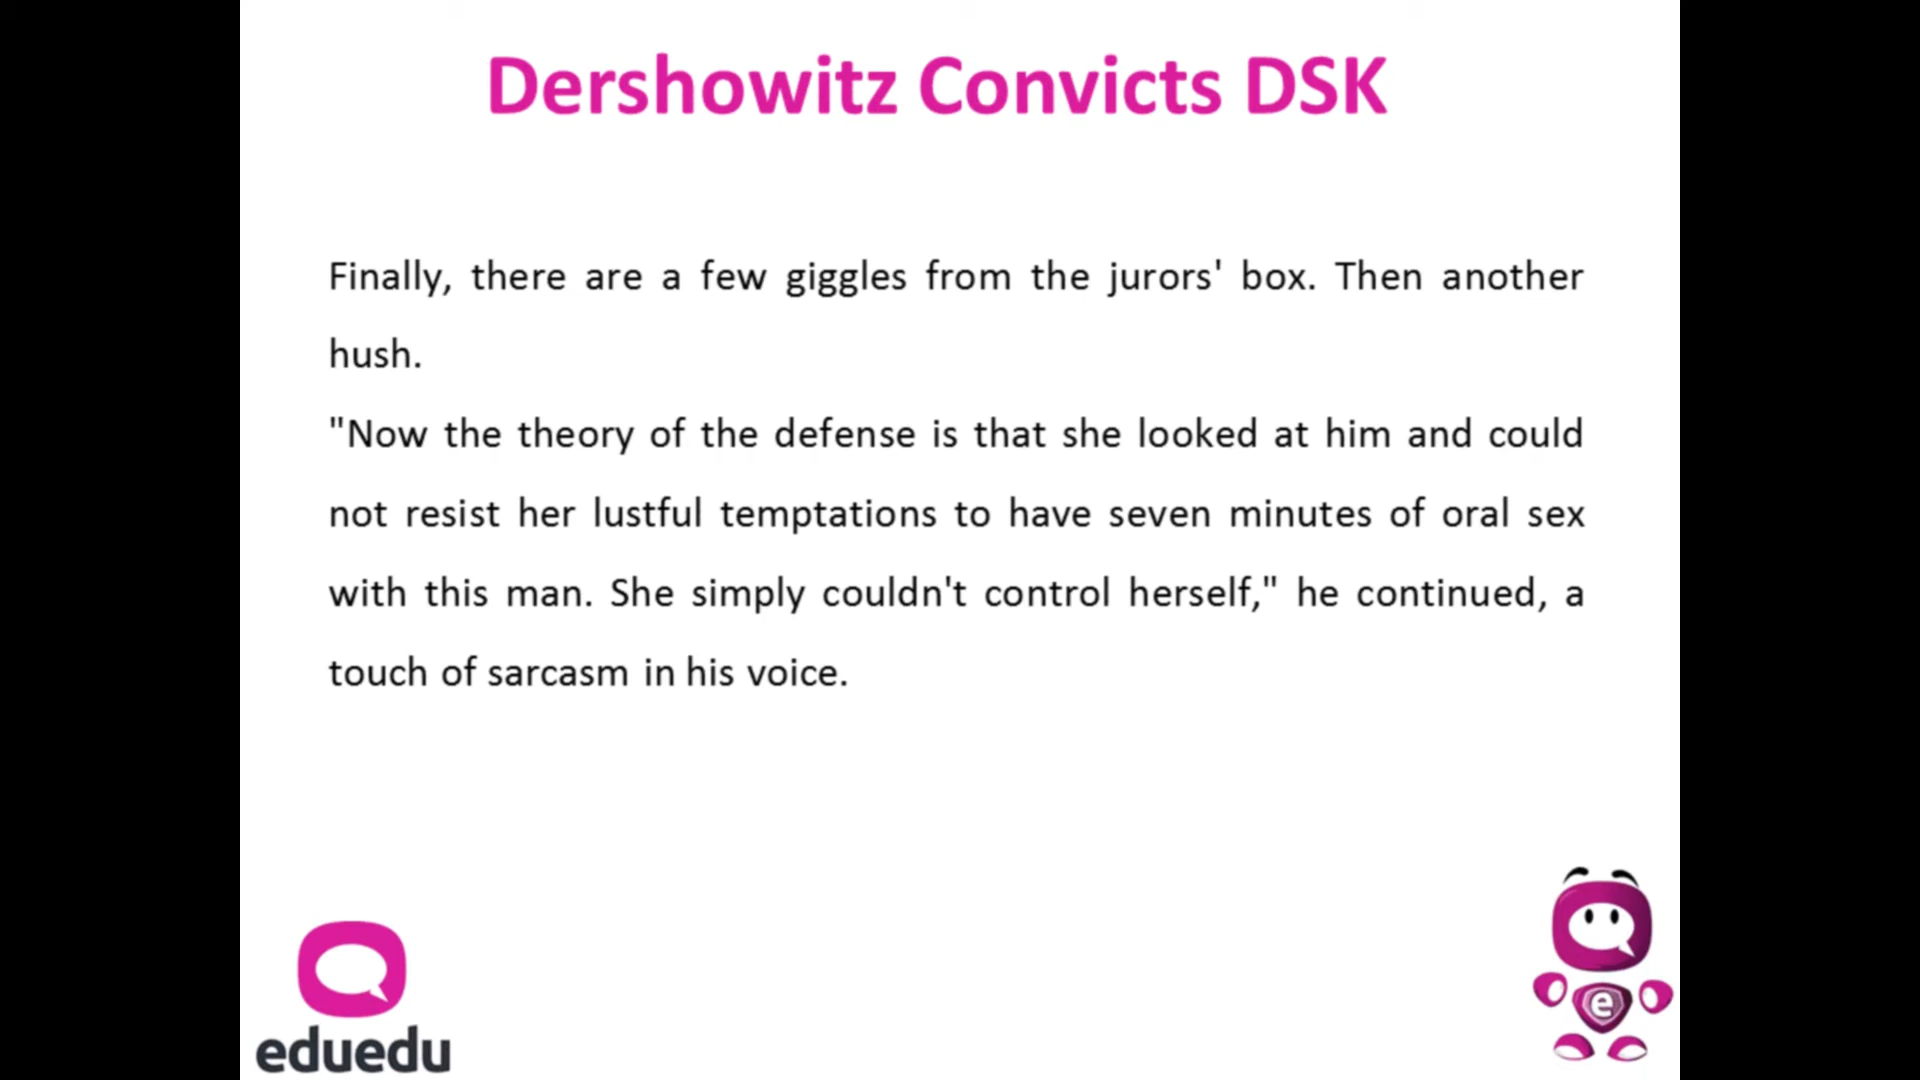 Dershowitz Convicts DSK
Finally, there are a few giggles from the jurors' box. Then another
hush.
"Now the theory of the defense is that she looked at him and could
not resist her lustful temptations to have seven minutes of oral sex
with this man. She simply couldn't control herself," he continued, a
touch of sarcasm in his voice.
e
eduedu